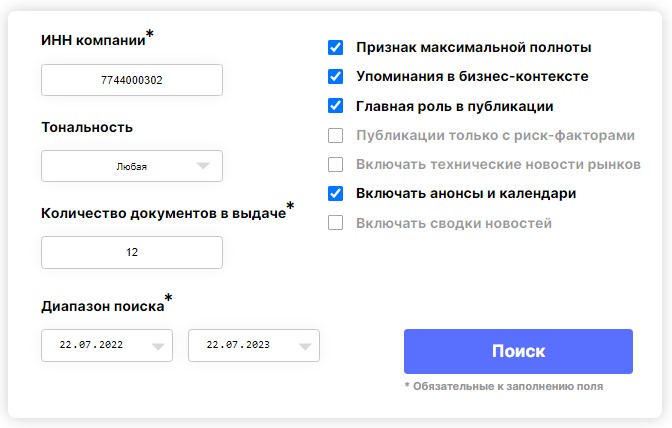 ИНН компании*
7744000302
Тональность
Любая
Количество документов в выдаче*
12
Диапазон поиска*
22.07.2022
22.07.2023
Признак максимальной полноты
Упоминания в бизнес-контексте
Главная роль в публикации
Публикации только с риск-факторами
Включать технические новости рынков
Включать анонсы и календари
Включать сводки новостей
Поиск
* Обязательные к заполнению поля